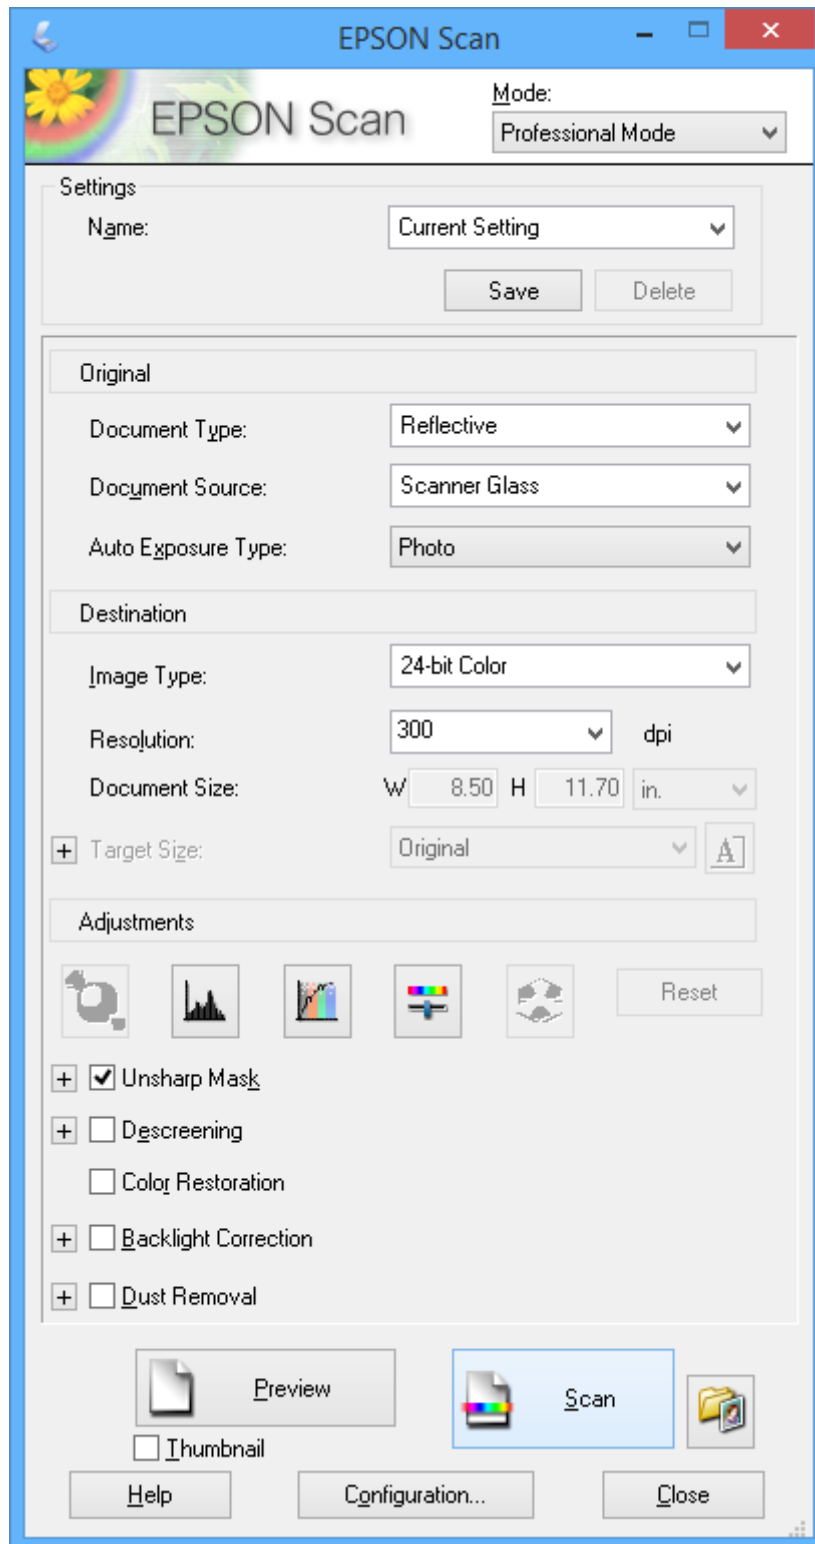 EPSON Scan
EPSON Scan
Mode:
Professional Mode
Settings
Name: Current Setting
Save Delete
Original
Document Type: Reflective
Document Source: Scanner Glass
Auto Exposure Type: Photo
Destination
Image Type: 24-bit Color
Resolution: 300 dpi
Document Size: W 8.50 H 11.70 in.
+ Target Size: Original A
Adjustments
Reset
+ Unsharp Mask
+ Descreening
Color Restoration
+ Backlight Correction
+ Dust Removal
Preview Scan
Thumbnail
Help Configuration... Close